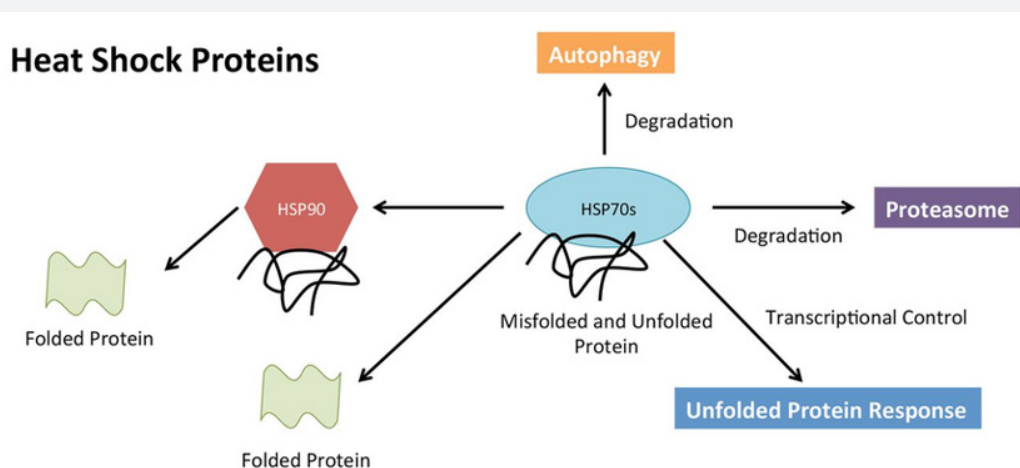 Heat Shock Proteins
Autophagy
Degradation
HSP90
HSP70s
Proteasome
Degradation
Folded Protein
Misfolded and Unfolded
Protein
Transcriptional Control
Unfolded Protein Response
Folded Protein